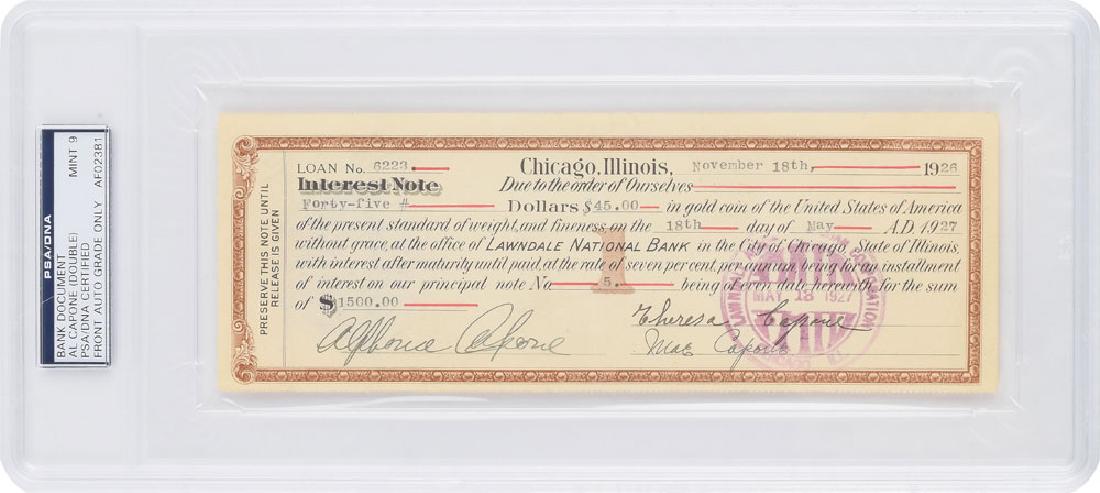 PSA/DNA
BANK DOCUMENT
AL CAPONE (DOUBLE)
PSA/DNA CERTIFIED
FRONT AUTO GRADE ONLY AF02381
MINT 9
PRESERVE THIS NOTE UNTIL
RELEASE IS GIVEN
LOAN No. 6223 Chicago, Illinois, November 18th, 1926
Interest Note Due to the order of Ourselves
Forty-five # Dollars $45.00 in gold coin of the United States of America
of the present standard of weight, and fineness on the 18th day of May A.D. 1927
without grace, at the office of LAWNDALE NATIONAL BANK in the City of Chicago, State of Illinois,
with interest after maturity until paid, at the rate of seven per cent, per annum, being for an installment
of interest on our principal note No 5. being of even date herewith, for the sum
of $ 1500.00
1
Alphonse Capone
Theresa Capone
Mae Capone
PAID
MAY 18 1927